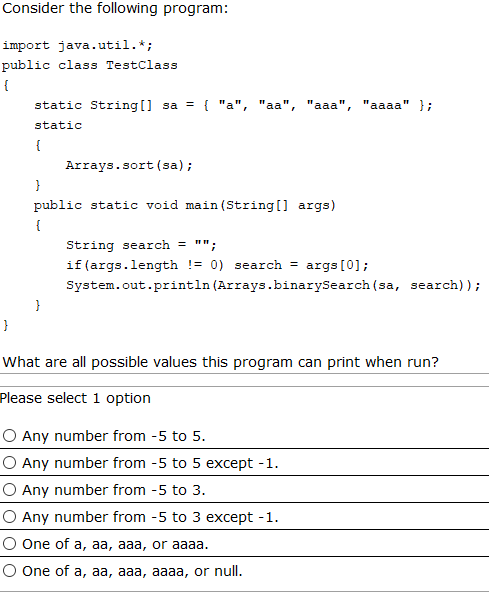 Consider the following program:
import java.util.*;
public class TestClass
{
    static String[] sa = { "a", "aa", "aaa", "aaaa" };
    static
    {
        Arrays.sort(sa);
    }
    public static void main(String[] args)
    {
        String search = "";
        if(args.length != 0) search = args[0];
        System.out.println(Arrays.binarySearch(sa, search));
    }
}
What are all possible values this program can print when run?
Please select 1 option
Any number from -5 to 5.
Any number from -5 to 5 except -1.
Any number from -5 to 3.
Any number from -5 to 3 except -1.
One of a, aa, aaa, or aaaa.
One of a, aa, aaa, aaaa, or null.